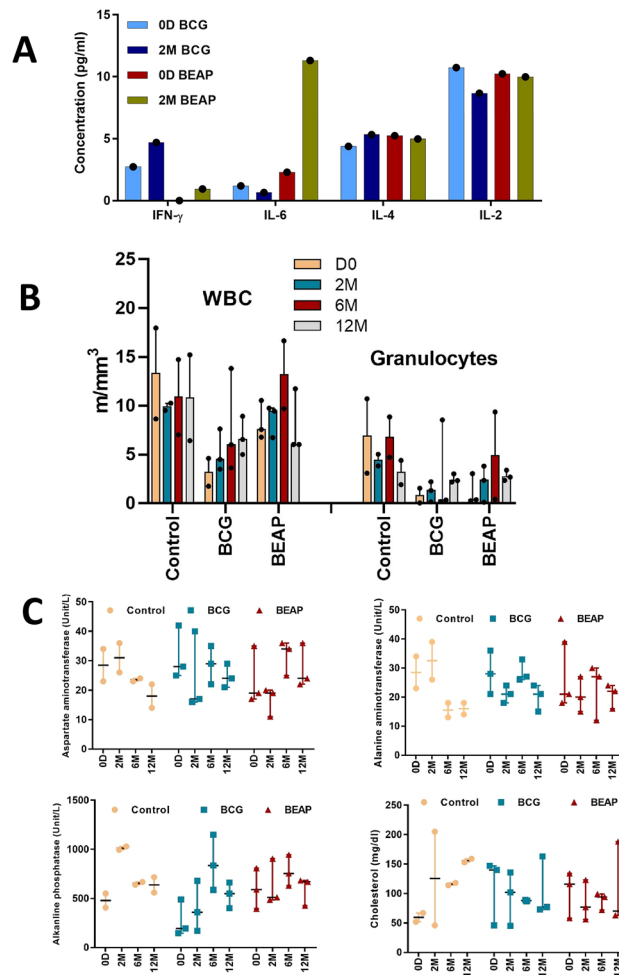 A
Concentration (pg/ml)
15
10
5
0
0D BCG
2M BCG
0D BEAP
2M BEAP
IFN-γ
IL-6
IL-4
IL-2
B
m/mm³
25
20
15
10
5
0
WBC
D0
2M
6M
12M
Granulocytes
Control
BCG
BEAP
Control
BCG
BEAP
C
Aspartate aminotransferase (Unit/L)
50
40
30
20
10
0
Control
BCG
BEAP
0D
2M
6M
12M
0D
2M
6M
12M
0D
2M
6M
12M
Alanine aminotransferase (Unit/L)
50
40
30
20
10
0
Control
BCG
BEAP
0D
2M
6M
12M
0D
2M
6M
12M
0D
2M
6M
12M
Alkanline phosphatase (Unit/L)
1500
1000
500
0
Control
BCG
BEAP
0D
2M
6M
12M
0D
2M
6M
12M
0D
2M
6M
12M
Cholesterol (mg/dl)
250
200
150
100
50
0
Control
BCG
BEAP
0D
2M
6M
12M
0D
2M
6M
12M
0D
2M
6M
12M